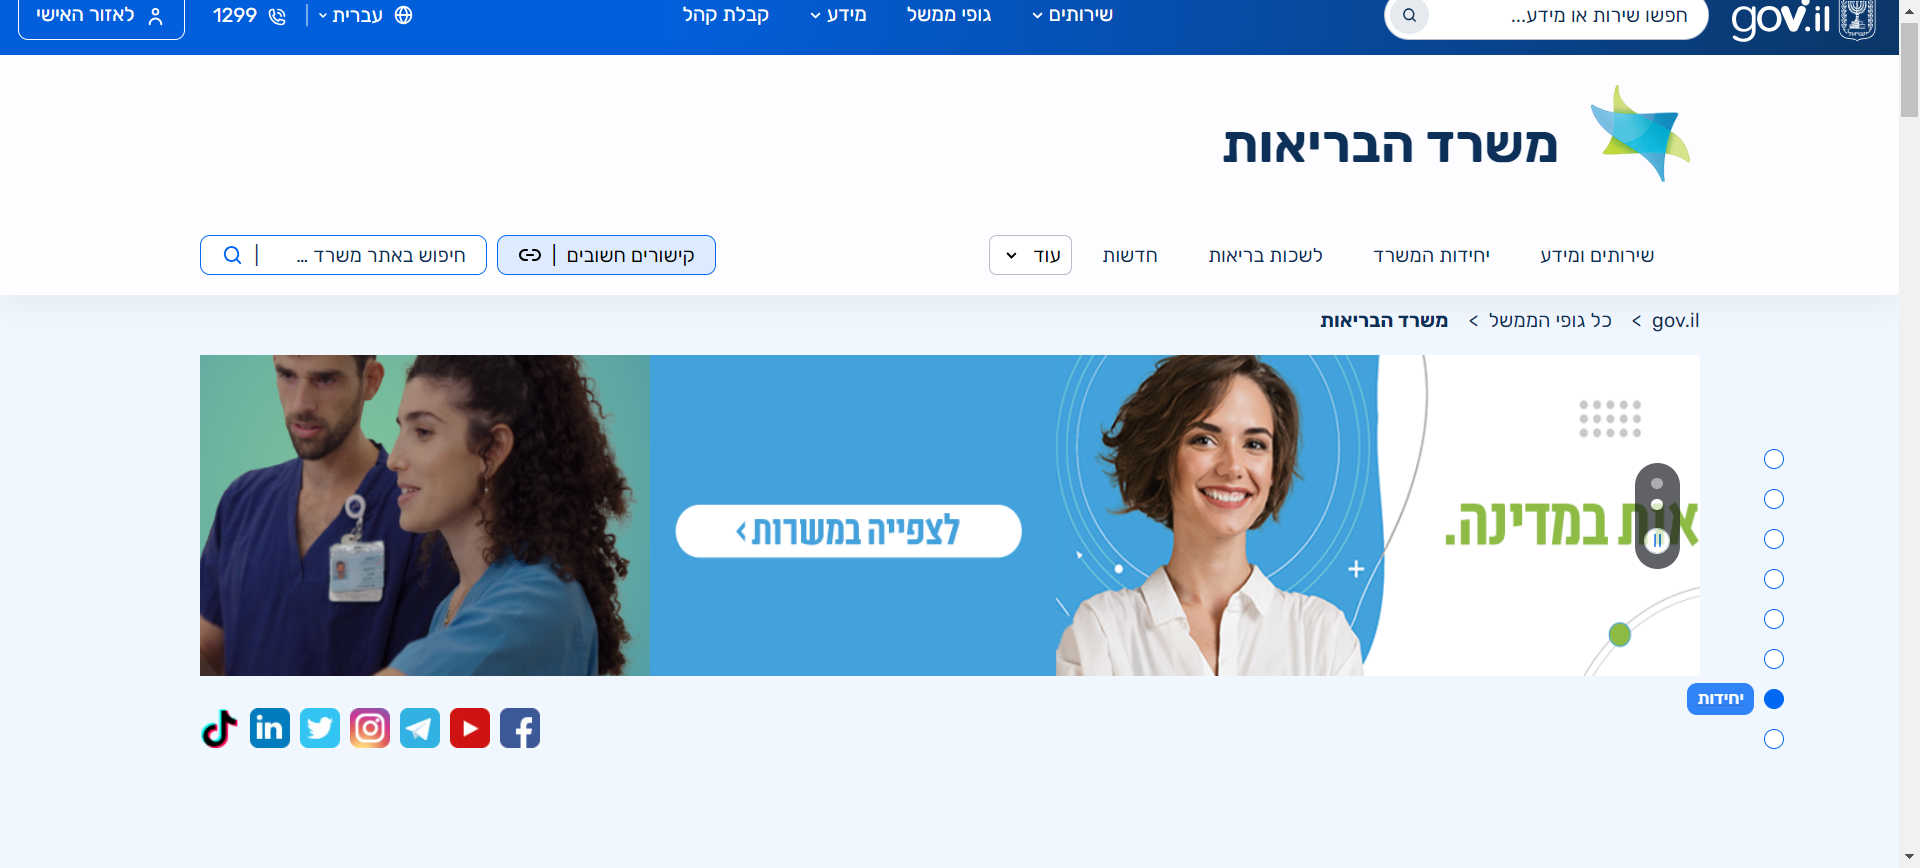 gov.il
חפשו שירות או מידע...
שירותים
גופי ממשל
מידע
קבלת קהל
עברית
1299
לאזור האישי
משרד הבריאות
שירותים ומידע
יחידות המשרד
לשכות בריאות
חדשות
עוד
קישורים חשובים
חיפוש באתר משרד ...
gov.il > כל גופי הממשל > משרד הבריאות
במדינה.
לצפייה במשרות >
יחידות